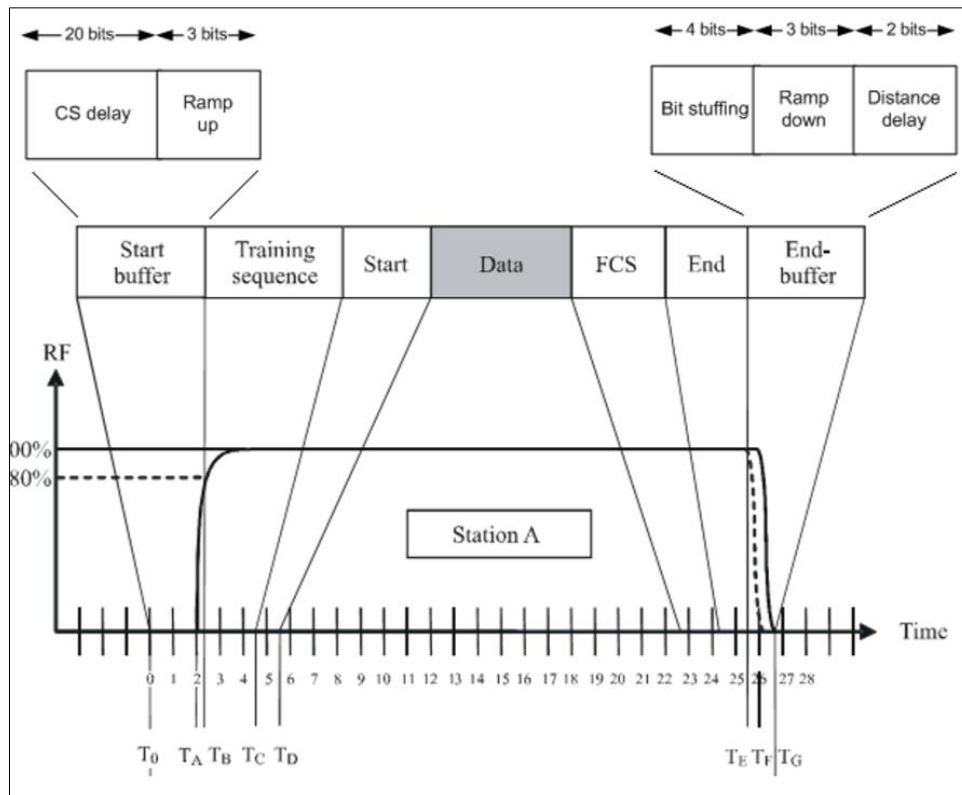 20 bits 3 bits
4 bits 3 bits 2 bits
CS delay
Ramp
up
Bit stuffing
Ramp
down
Distance
delay
Start
buffer
Training
sequence
Start
Data
FCS
End
End-
buffer
RF
00%
80%
Station A
Time
0 1 2 3 4 5 6 7 8 9 10 11 12 13 14 15 16 17 18 19 20 21 22 23 24 25 26 27 28
T0 TA TB TC TD TE TF TG